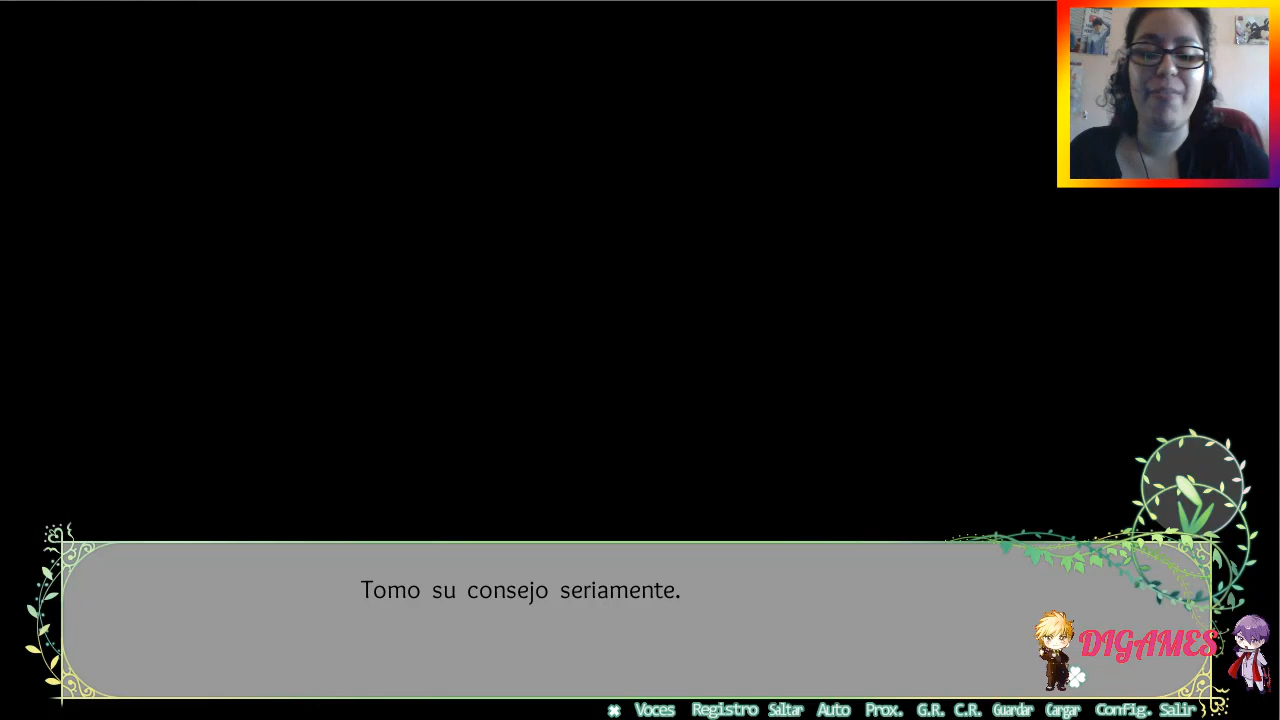 Tomo su consejo seriamente.
DIGAMES
Voces Registro Saltar Auto Prox. G.R. C.R. Guardar Cargar Config. Salir